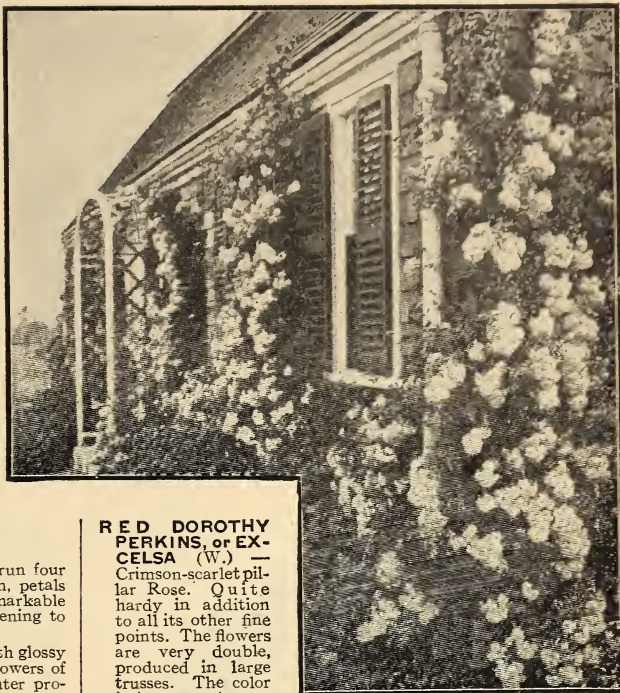 run four
n, petals
markable
ening to
th glossy
owers of
ter pro-
RED DOROTHY
PERKINS, or EX-
CELSA (W.) —
Crimson-scarlet pil-
lar Rose. Quite
hardy in addition
to all its other fine
points. The flowers
are very double,
produced in large
trusses. The color